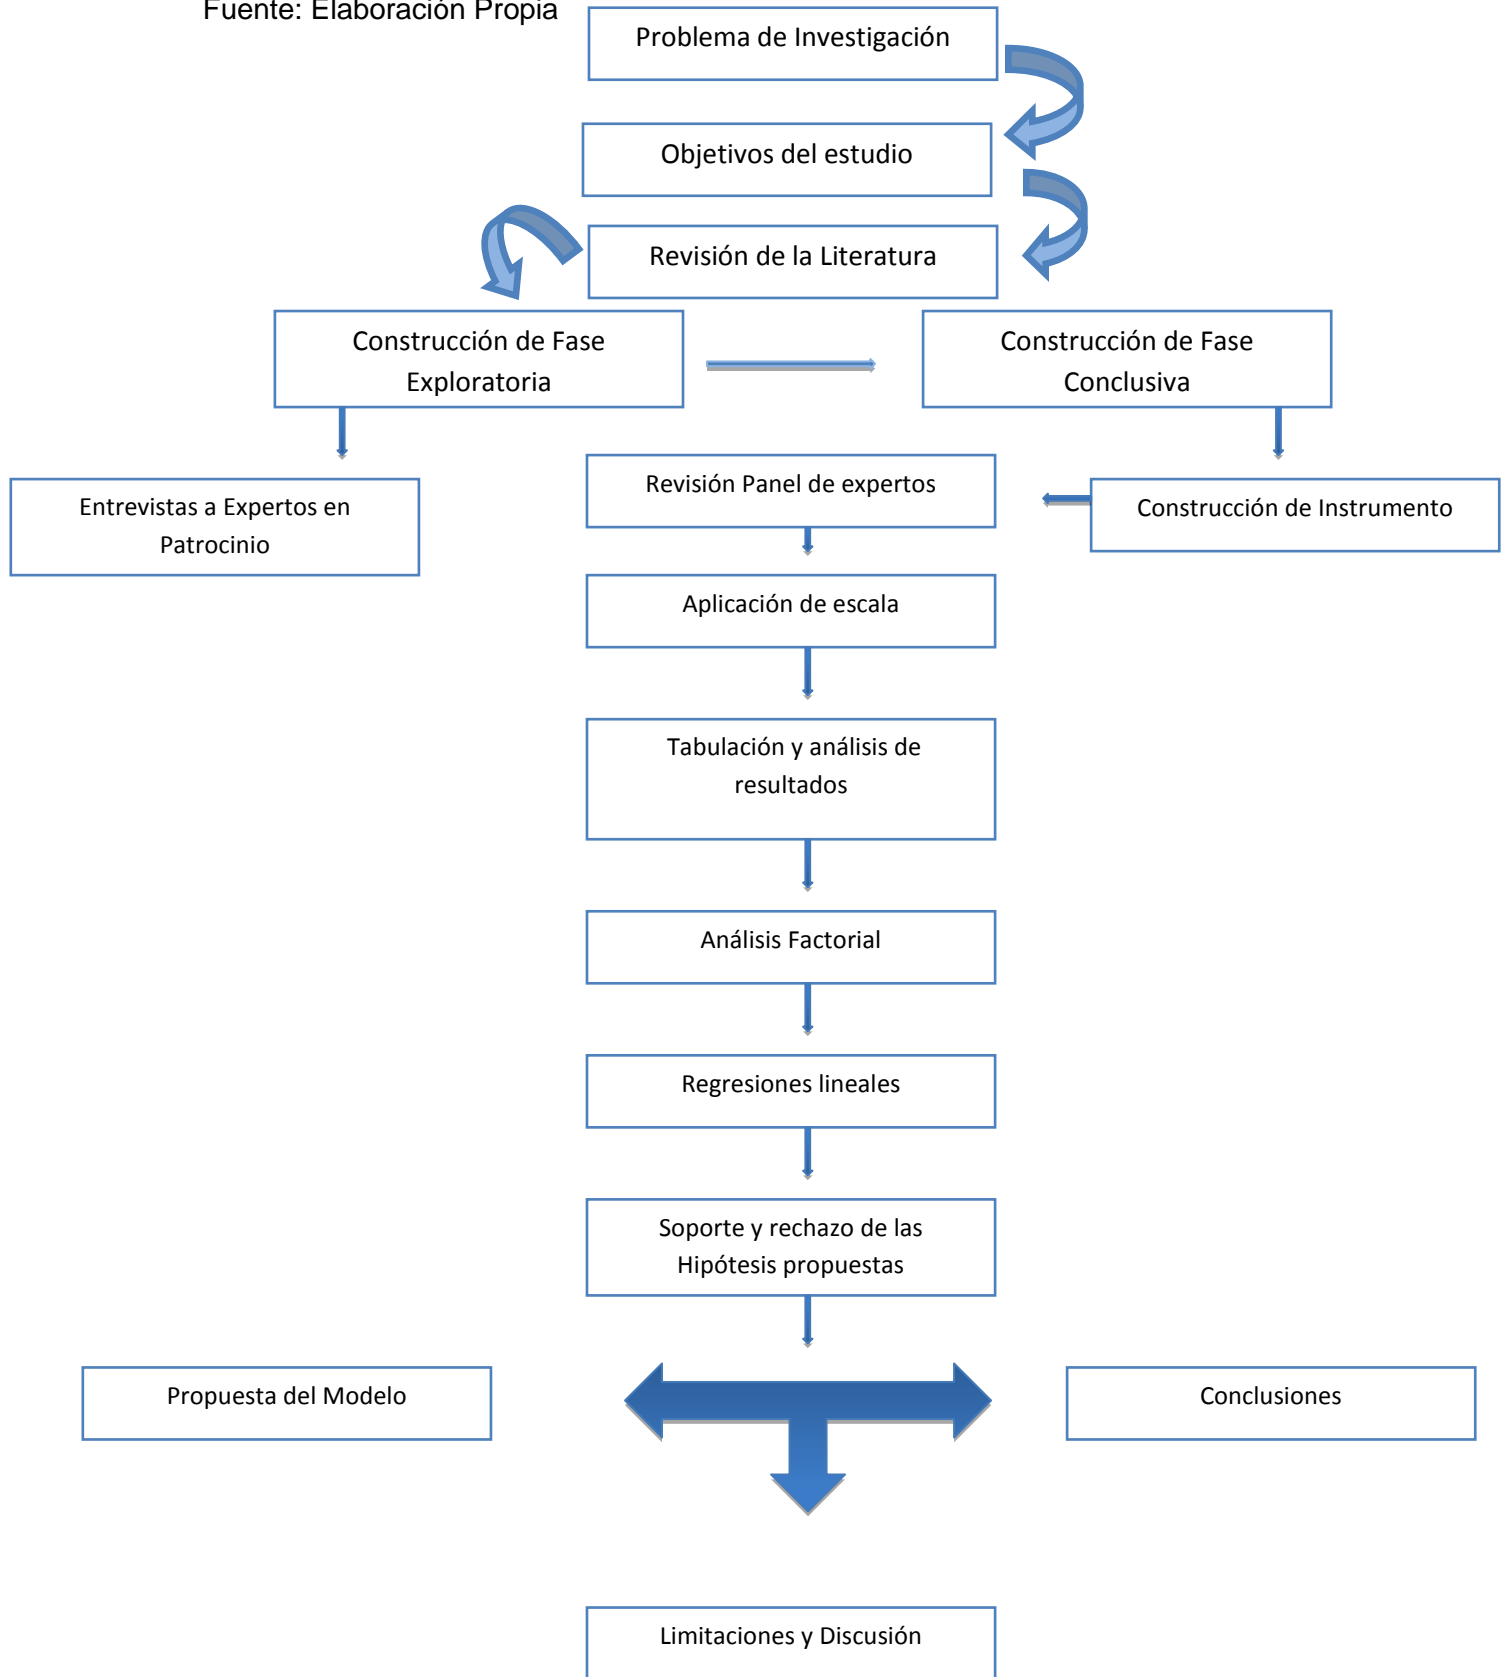 Fuente: Elaboración Propia
Problema de Investigación
Objetivos del estudio
Revisión de la Literatura
Construcción de Fase
Exploratoria
Construcción de Fase
Conclusiva
Entrevistas a Expertos en
Patrocinio
Revisión Panel de expertos
Construcción de Instrumento
Aplicación de escala
Tabulación y análisis de
resultados
Análisis Factorial
Regresiones lineales
Soporte y rechazo de las
Hipótesis propuestas
Propuesta del Modelo
Conclusiones
Limitaciones y Discusión